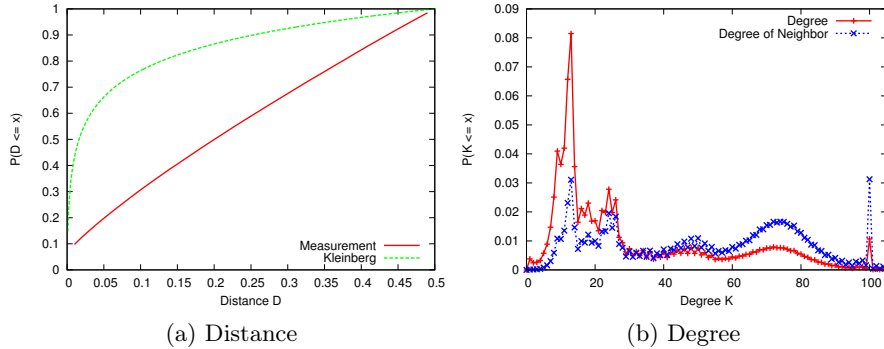 1
0.9
0.8
0.7
0.6
0.5
0.4
0.3
0.2
0.1
0
P(D <= x)
0 0.05 0.1 0.15 0.2 0.25 0.3 0.35 0.4 0.45 0.5
Distance D
Measurement
Kleinberg
(a) Distance
0.09
0.08
0.07
0.06
0.05
0.04
0.03
0.02
0.01
0
P(K <= x)
0 20 40 60 80 100
Degree K
Degree
Degree of Neighbor
(b) Degree